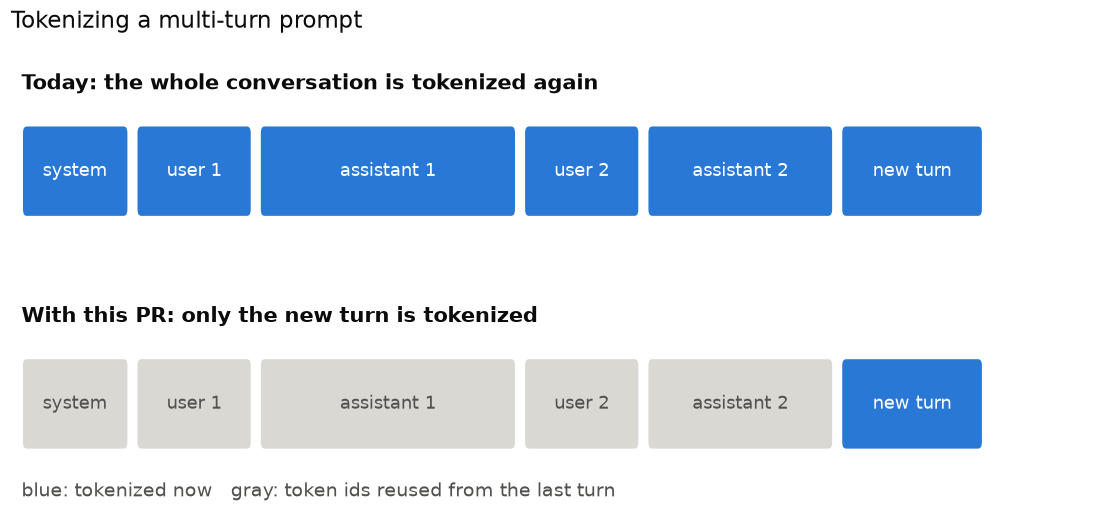 Tokenizing a multi-turn prompt
Today: the whole conversation is tokenized again
system user 1 assistant 1 user 2 assistant 2 new turn
With this PR: only the new turn is tokenized
system user 1 assistant 1 user 2 assistant 2 new turn
blue: tokenized now gray: token ids reused from the last turn